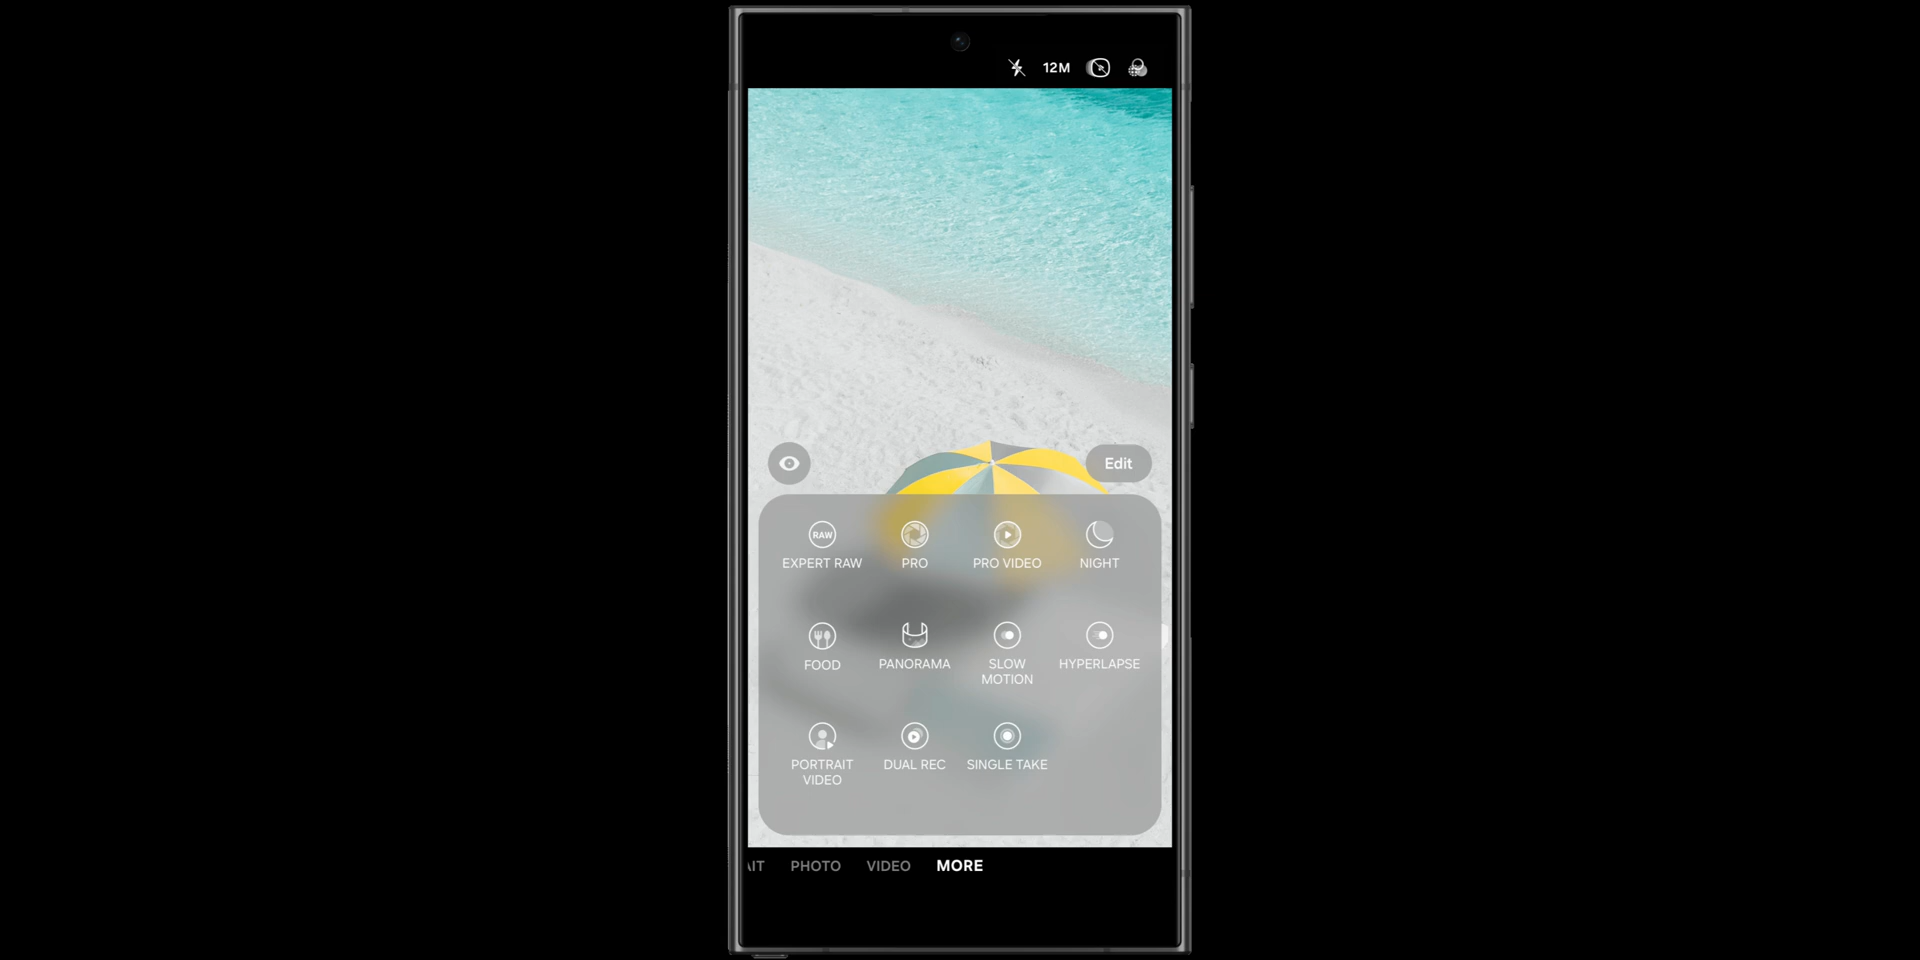 12M
Edit
RAW
EXPERT RAW
PRO
PRO VIDEO
NIGHT
FOOD
PANORAMA
SLOW
MOTION
HYPERLAPSE
PORTRAIT
VIDEO
DUAL REC
SINGLE TAKE
PHOTO
VIDEO
MORE